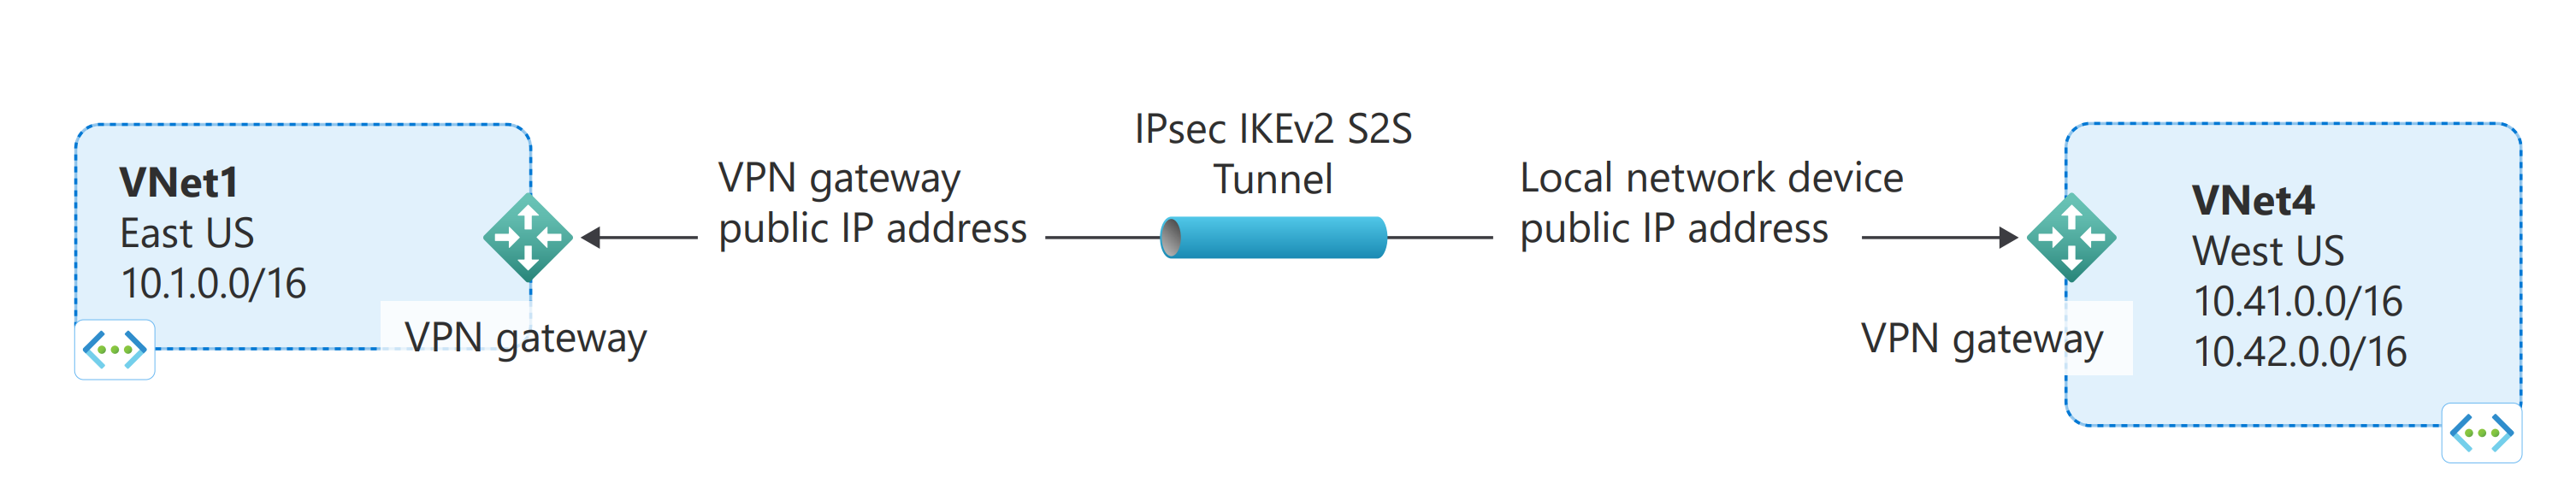 VNet1
East US
10.1.0.0/16
VPN gateway
VPN gateway
public IP address
IPsec IKEv2 S2S
Tunnel
Local network device
public IP address
VPN gateway
VNet4
West US
10.41.0.0/16
10.42.0.0/16